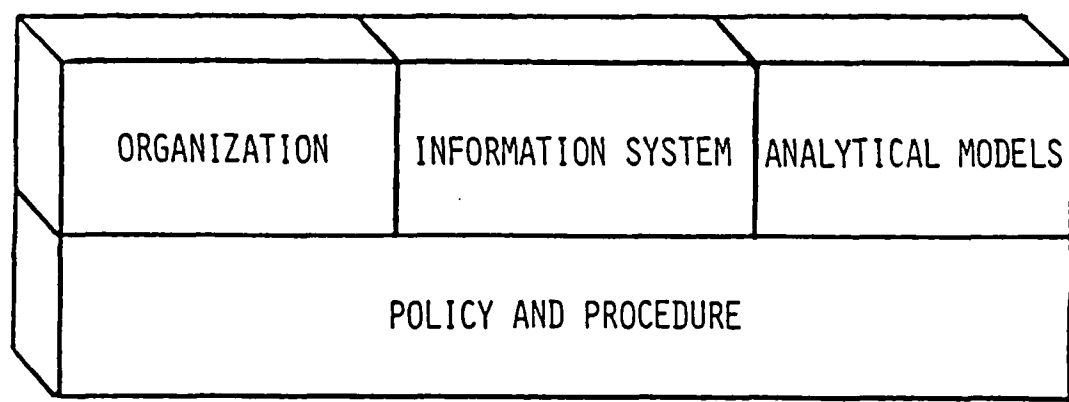 ORGANIZATION
INFORMATION SYSTEM
ANALYTICAL MODELS
POLICY AND PROCEDURE